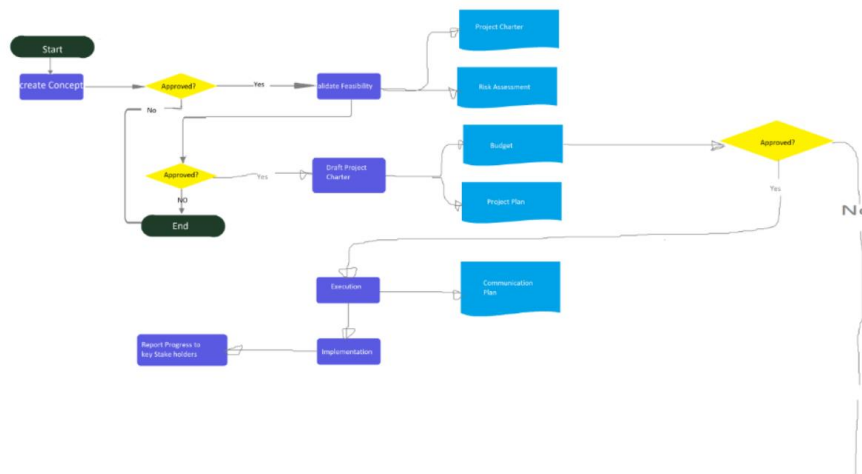 Project Charter
Start
create Concept
Approved?
Yes
alidate Feasibility
Risk Assessment
No
Budget
Approved?
Approved?
Yes
Draft Project
Charter
Yes
NO
Project Plan
End
Execution
Communication
Plan
Report Progress to
key Stake holders
Implementation